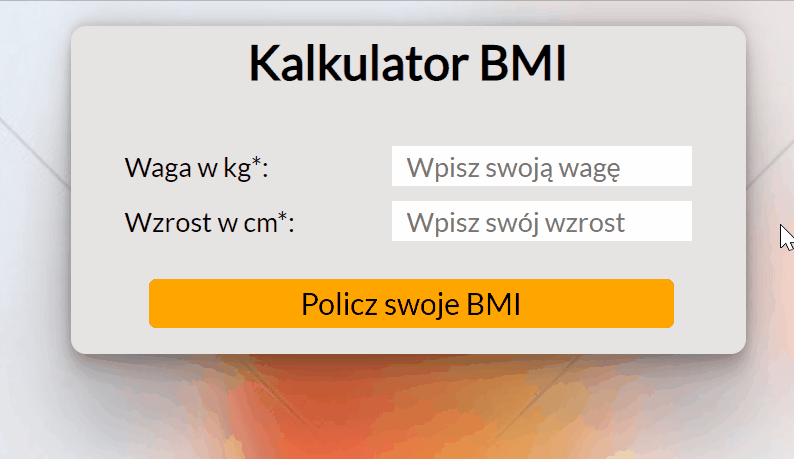 Kalkulator BMI
Waga w kg*: Wpisz swoją wagę
Wzrost w cm*: Wpisz swój wzrost
Policz swoje BMI